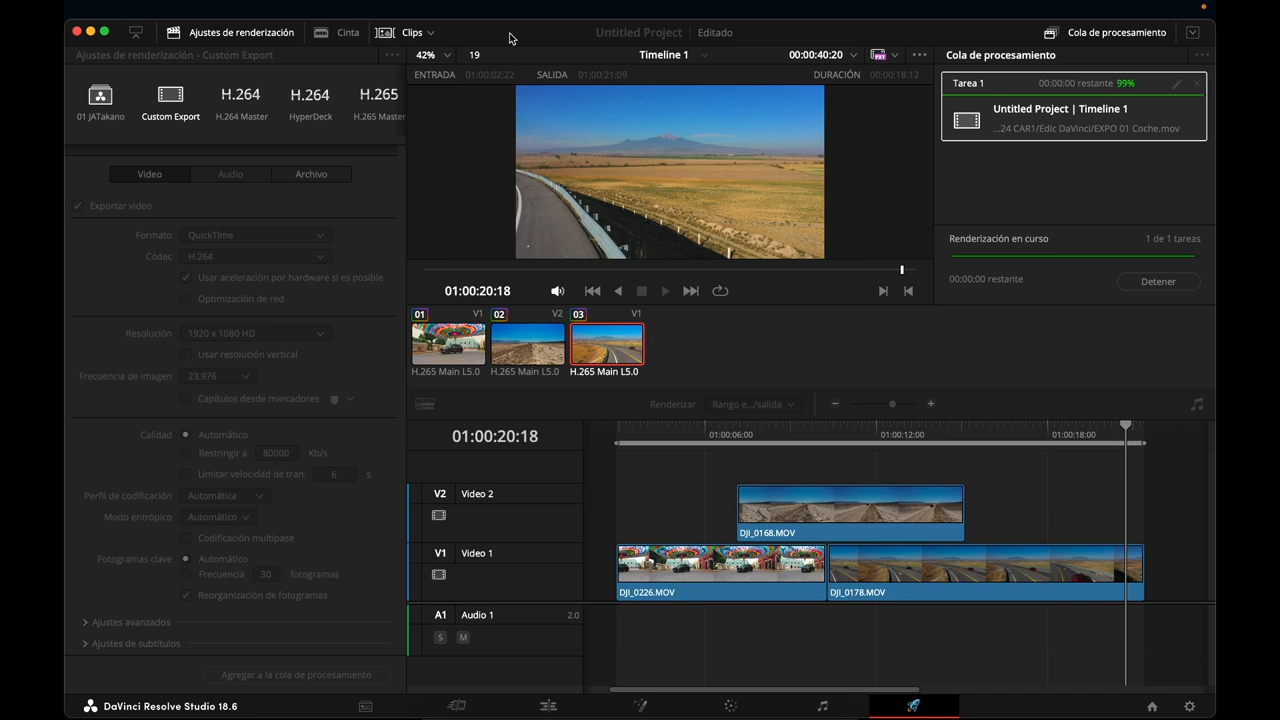 Ajustes de renderización
Cinta
Clips
Untitled Project
Editado
Cola de procesamiento
Ajustes de renderización - Custom Export
42%
19
Timeline 1
00:00:40:20
Cola de procesamiento
ENTRADA 01:00:02:22 SALIDA 01:00:21:09 DURACIÓN 00:00:18:12
Tarea 1 00:00:00 restante 99%
Untitled Project | Timeline 1
...24 CAR1/Edic DaVinci/EXPO 01 Coche.mov
H.264 H.264 H.265
01 JATakano Custom Export H.264 Master HyperDeck H.265 Master
Video Audio Archivo
Exportar video
Formato QuickTime
Códec H.264
Usar aceleración por hardware si es posible
Optimización de red
Resolución 1920 x 1080 HD
Usar resolución vertical
Frecuencia de imagen 23.976
Capítulos desde marcadores
Calidad Automático
Restringir a 80000 Kb/s
Limitar velocidad de tran 6 s
Perfil de codificación Automática
Modo entrópico Automático
Codificación multipase
Fotogramas clave Automático
Frecuencia 30 fotogramas
Reorganización de fotogramas
Ajustes avanzados
Ajustes de subtítulos
Agregar a la cola de procesamiento
Renderización en curso 1 de 1 tareas
00:00:00 restante Detener
01:00:20:18
01 V1 02 V2 03 V1
H.265 Main L5.0 H.265 Main L5.0 H.265 Main L5.0
Renderizar Rango e.../salida
01:00:20:18
01:00:06:00 01:00:12:00 01:00:18:00
V2 Video 2
DJI_0168.MOV
V1 Video 1
DJI_0226.MOV DJI_0178.MOV
A1 Audio 1 2.0
S M
DaVinci Resolve Studio 18.6